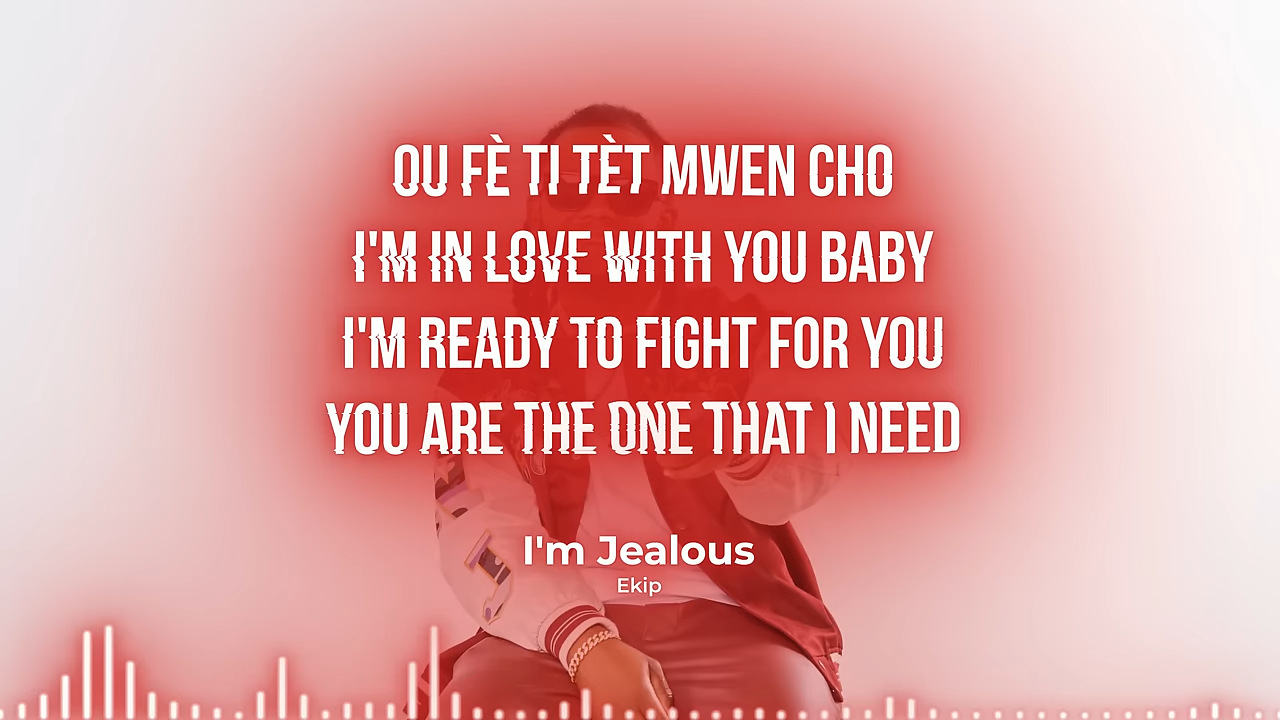 OU FÈ TI TÈT MWEN CHO
I'M IN LOVE WITH YOU BABY
I'M READY TO FIGHT FOR YOU
YOU ARE THE ONE THAT I NEED
I'm Jealous
Ekip